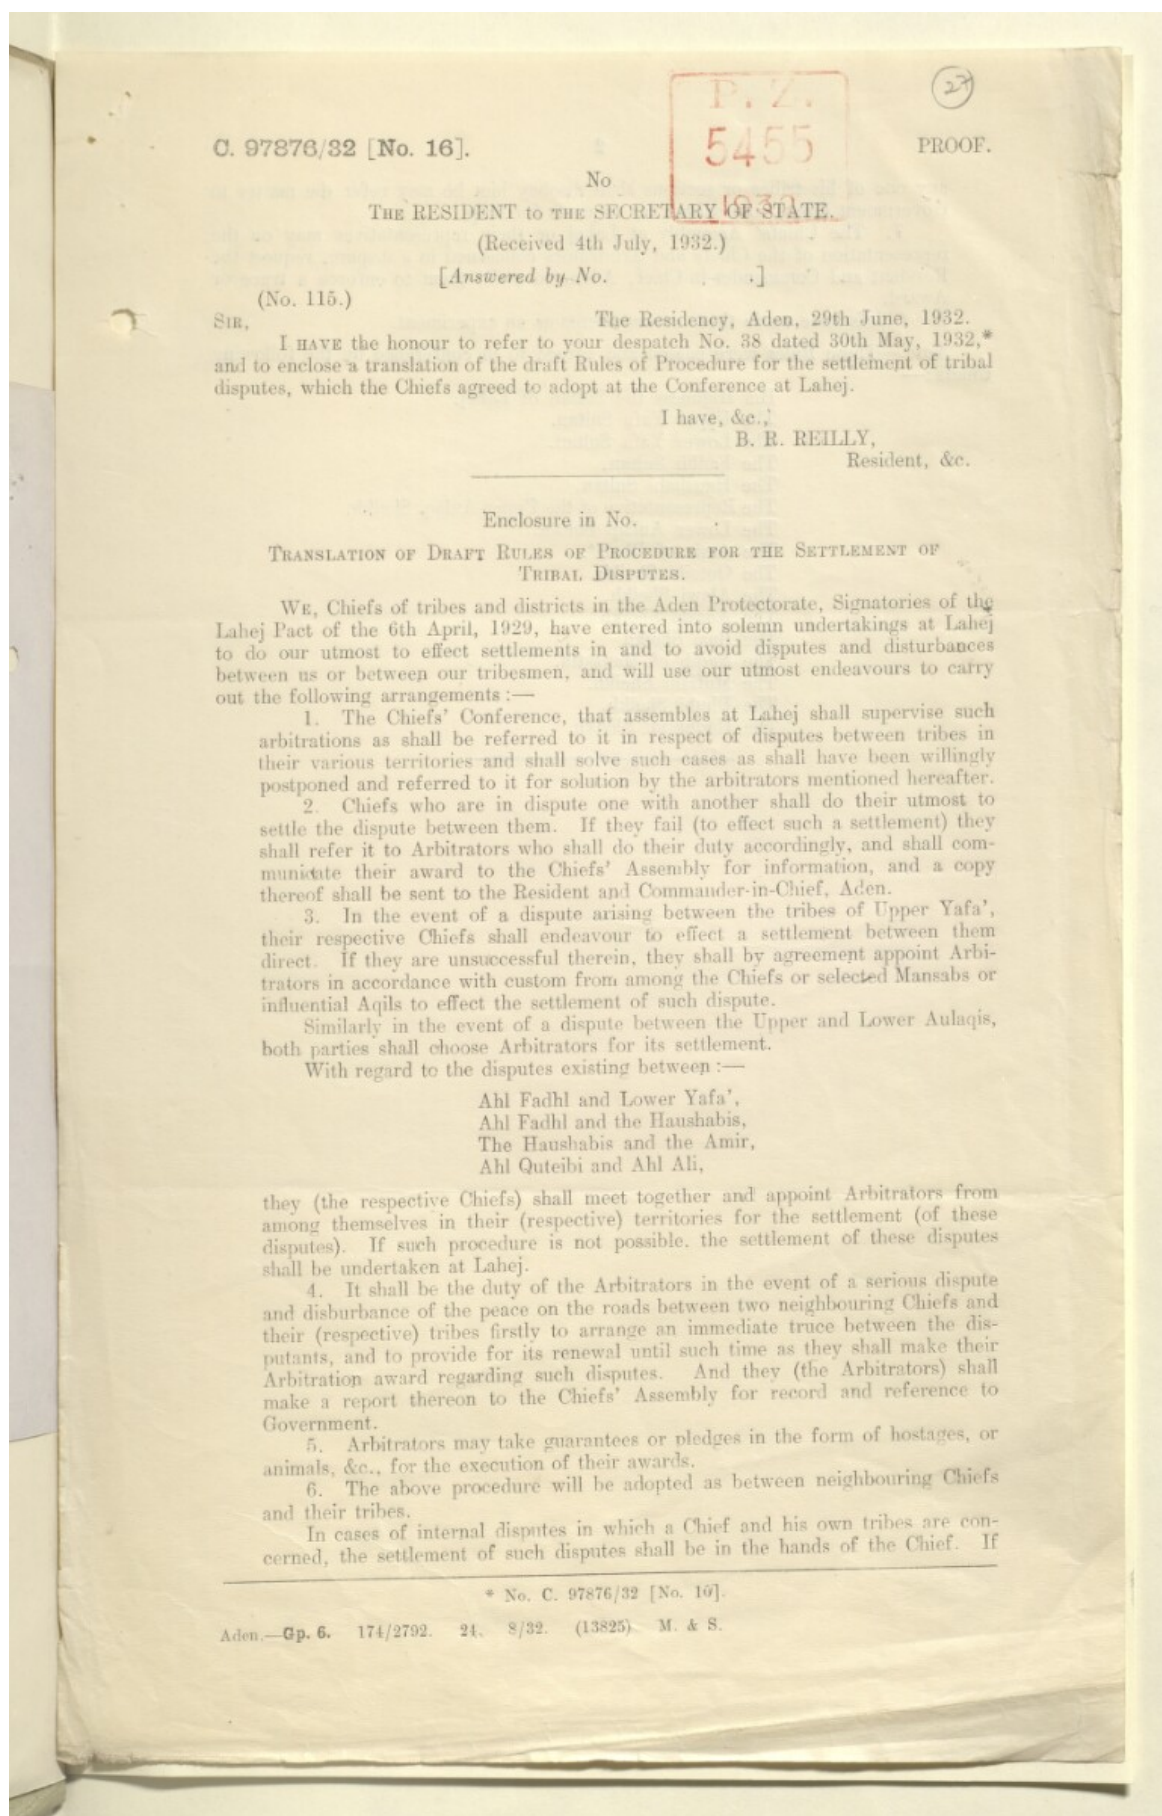 27
P. Z.
5455
193
C. 97876/32 [No. 16].
PROOF.
No
THE RESIDENT to THE SECRETARY OF STATE.
(Received 4th July, 1932.)
[Answered by No. .]
(No. 115.)
SIR, The Residency, Aden, 29th June, 1932.
I HAVE the honour to refer to your despatch No. 38 dated 30th May, 1932,*
and to enclose a translation of the draft Rules of Procedure for the settlement of tribal
disputes, which the Chiefs agreed to adopt at the Conference at Lahej.
I have, &c.,
B. R. REILLY,
Resident, &c.
Enclosure in No. .
TRANSLATION OF DRAFT RULES OF PROCEDURE FOR THE SETTLEMENT OF
TRIBAL DISPUTES.
WE, Chiefs of tribes and districts in the Aden Protectorate, Signatories of the
Lahej Pact of the 6th April, 1929, have entered into solemn undertakings at Lahej
to do our utmost to effect settlements in and to avoid disputes and disturbances
between us or between our tribesmen, and will use our utmost endeavours to carry
out the following arrangements :—
1. The Chiefs' Conference, that assembles at Lahej shall supervise such
arbitrations as shall be referred to it in respect of disputes between tribes in
their various territories and shall solve such cases as shall have been willingly
postponed and referred to it for solution by the arbitrators mentioned hereafter.
2. Chiefs who are in dispute one with another shall do their utmost to
settle the dispute between them. If they fail (to effect such a settlement) they
shall refer it to Arbitrators who shall do their duty accordingly, and shall com-
municate their award to the Chiefs' Assembly for information, and a copy
thereof shall be sent to the Resident and Commander-in-Chief, Aden.
3. In the event of a dispute arising between the tribes of Upper Yafa',
their respective Chiefs shall endeavour to effect a settlement between them
direct. If they are unsuccessful therein, they shall by agreement appoint Arbi-
trators in accordance with custom from among the Chiefs or selected Mansabs or
influential Aqils to effect the settlement of such dispute.
Similarly in the event of a dispute between the Upper and Lower Aulaqis,
both parties shall choose Arbitrators for its settlement.
With regard to the disputes existing between :—
Ahl Fadhl and Lower Yafa',
Ahl Fadhl and the Haushabis,
The Haushabis and the Amir,
Ahl Quteibi and Ahl Ali,
they (the respective Chiefs) shall meet together and appoint Arbitrators from
among themselves in their (respective) territories for the settlement (of these
disputes). If such procedure is not possible. the settlement of these disputes
shall be undertaken at Lahej.
4. It shall be the duty of the Arbitrators in the event of a serious dispute
and disburbance of the peace on the roads between two neighbouring Chiefs and
their (respective) tribes firstly to arrange an immediate truce between the dis-
putants, and to provide for its renewal until such time as they shall make their
Arbitration award regarding such disputes. And they (the Arbitrators) shall
make a report thereon to the Chiefs' Assembly for record and reference to
Government.
5. Arbitrators may take guarantees or pledges in the form of hostages, or
animals, &c., for the execution of their awards.
6. The above procedure will be adopted as between neighbouring Chiefs
and their tribes.
In cases of internal disputes in which a Chief and his own tribes are con-
cerned, the settlement of such disputes shall be in the hands of the Chief. If
* No. C. 97876/32 [No. 10].
Aden.—Gp. 6. 174/2792. 24. 8/32. (13825) M. & S.